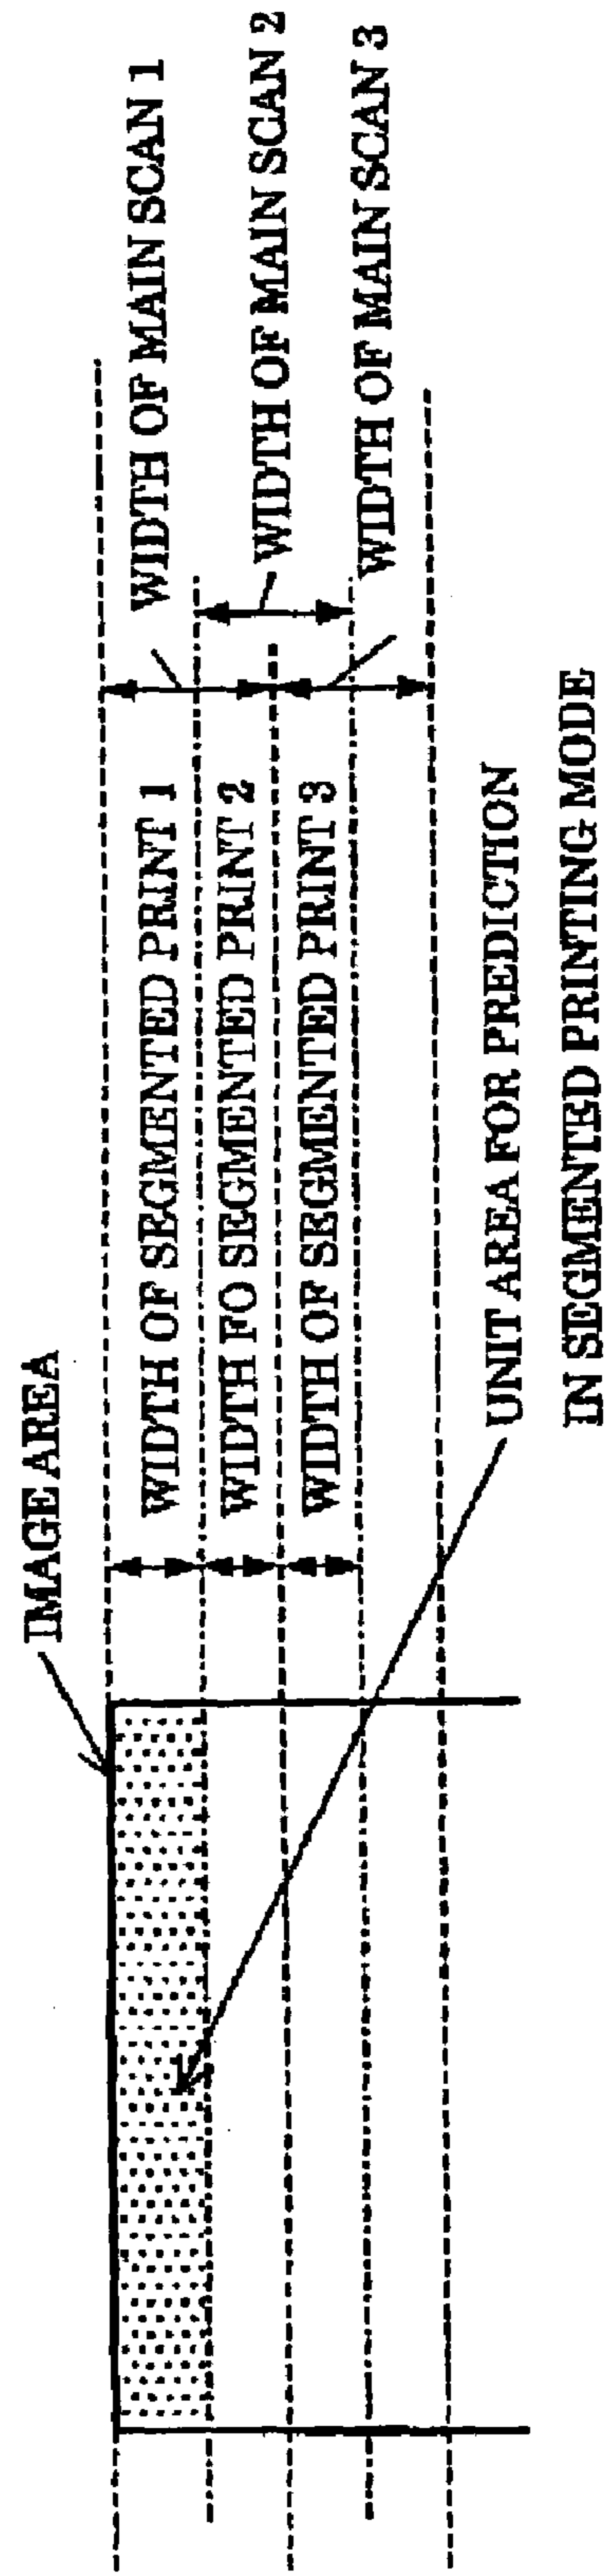 IMAGE AREA
WIDTH OF SEGMENTED PRINT 1
WIDTH FO SEGMENTED PRINT 2
WIDTH OF SEGMENTED PRINT 3
WIDTH OF MAIN SCAN 1
WIDTH OF MAIN SCAN 2
WIDTH OF MAIN SCAN 3
UNIT AREA FOR PREDICTION
IN SEGMENTED PRINTING MODE